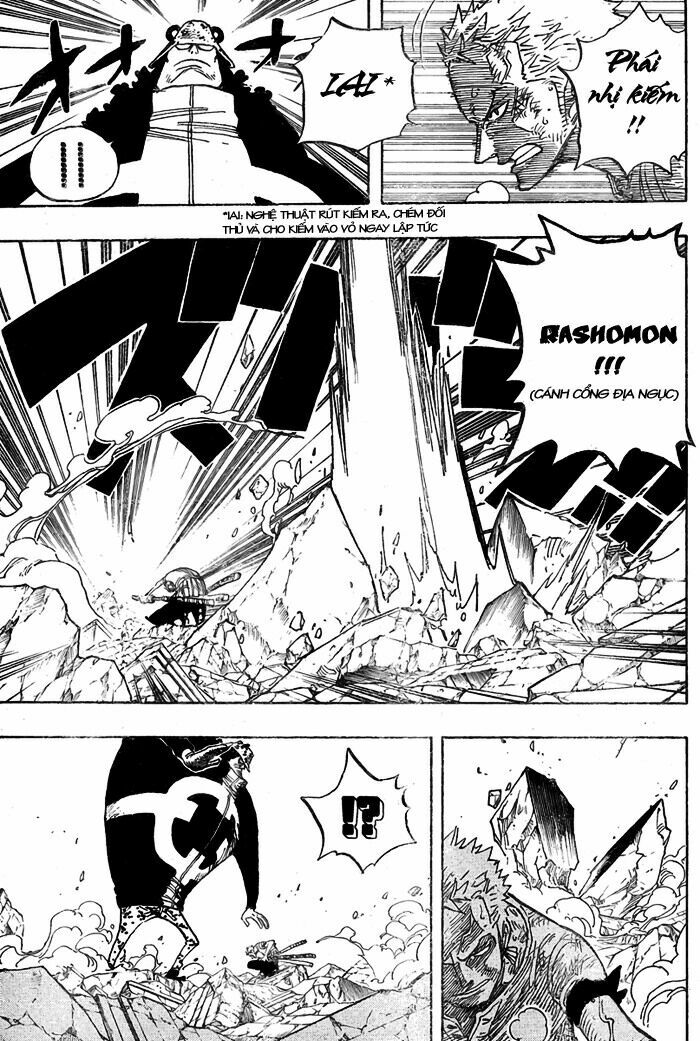 Phái
nhị kiếm
!!
IAI*
!!
*IAI: NGHỆ THUẬT RÚT KIẾM RA, CHÉM ĐỐI
THỦ VÀ CHO KIẾM VÀO VỎ NGAY LẬP TỨC
RASHOMON
!!!
(CÁNH CỔNG ĐỊA NGỤC)
!?